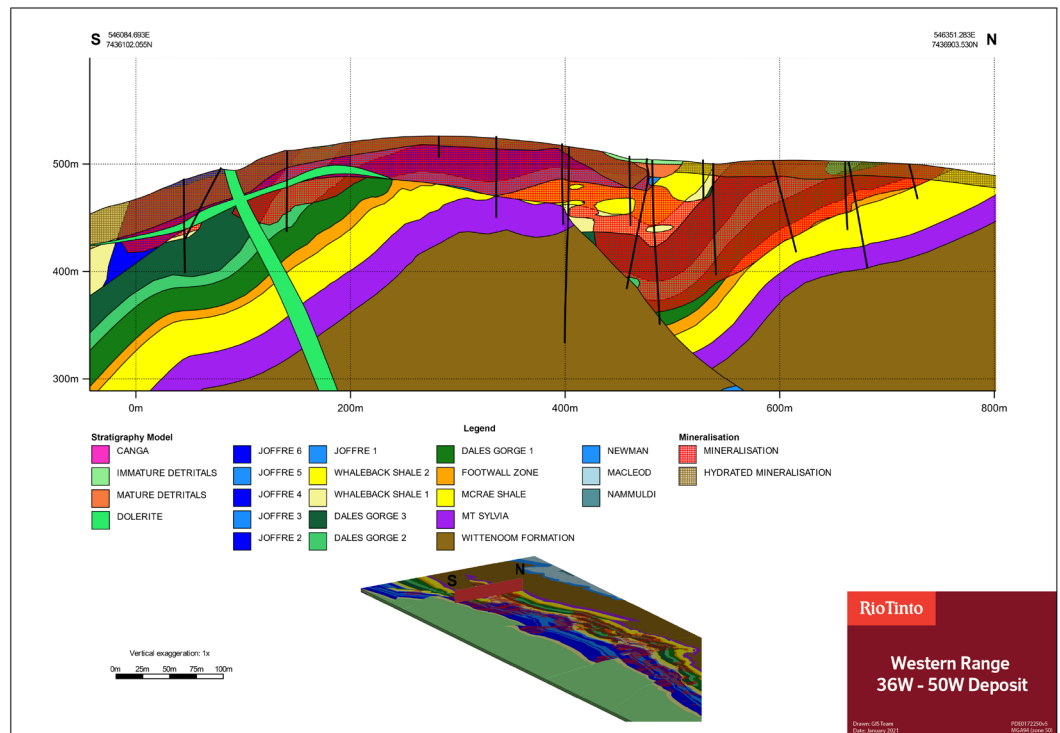 S 546084.693E
7436102.055N
546351.283E
7436903.530N N
500m
400m
300m
0m 200m 400m 600m 800m
Legend
Stratigraphy Model
CANGA
IMMATURE DETRITALS
MATURE DETRITALS
DOLERITE
JOFFRE 6
JOFFRE 5
JOFFRE 4
JOFFRE 3
JOFFRE 2
JOFFRE 1
WHALEBACK SHALE 2
WHALEBACK SHALE 1
DALES GORGE 3
DALES GORGE 2
DALES GORGE 1
FOOTWALL ZONE
MCRAE SHALE
MT SYLVIA
WITTENOOM FORMATION
NEWMAN
MACLEOD
NAMMULDI
Mineralisation
MINERALISATION
HYDRATED MINERALISATION
S N
Vertical exaggeration: 1x
0m 25m 50m 75m 100m
RioTinto
Western Range
36W - 50W Deposit
Drawn: GIS Team
Date: January 2021
PDE0172250v5
MGA94 (zone 50)